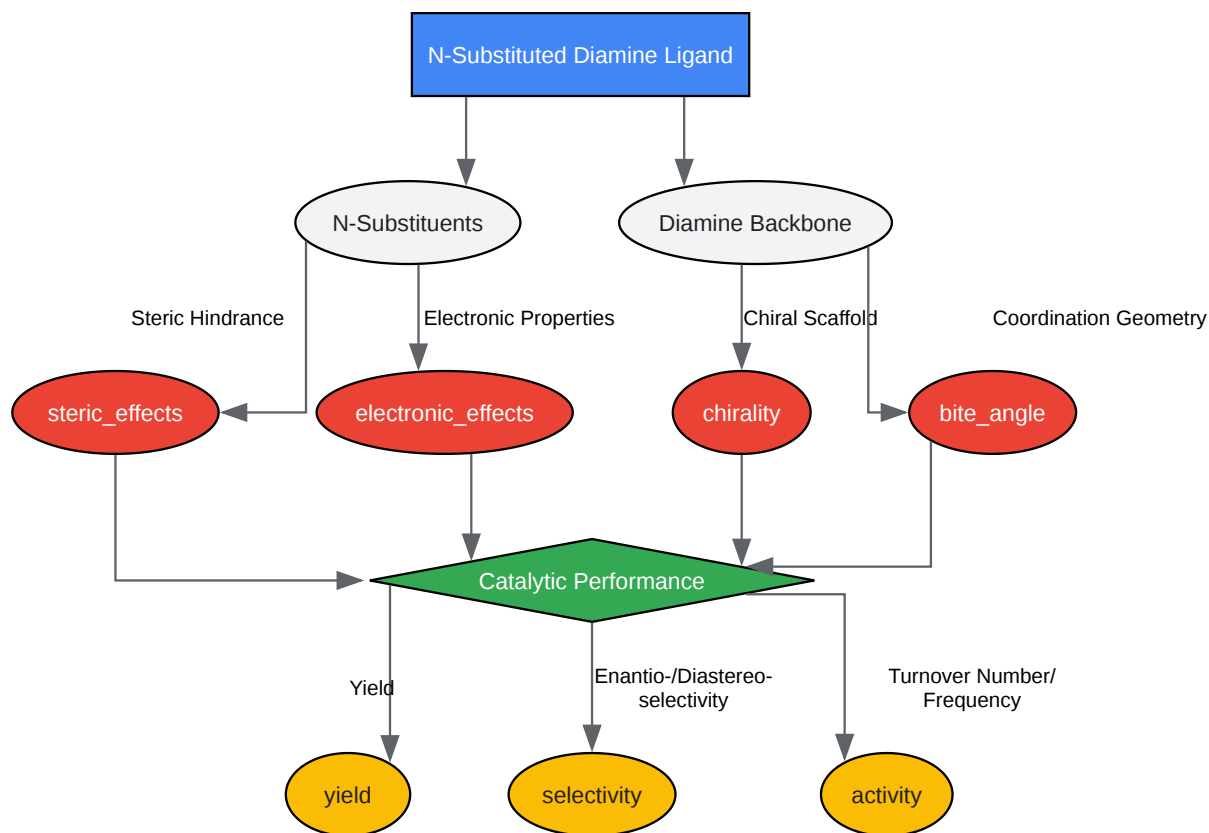 N-Substituted Diamine Ligand
N-Substituents
Diamine Backbone
Steric Hindrance
Electronic Properties
Chiral Scaffold
Coordination Geometry
steric_effects
electronic_effects
chirality
bite_angle
Catalytic Performance
Yield
Enantio-/Diastereo-
selectivity
Turnover Number/
Frequency
yield
selectivity
activity